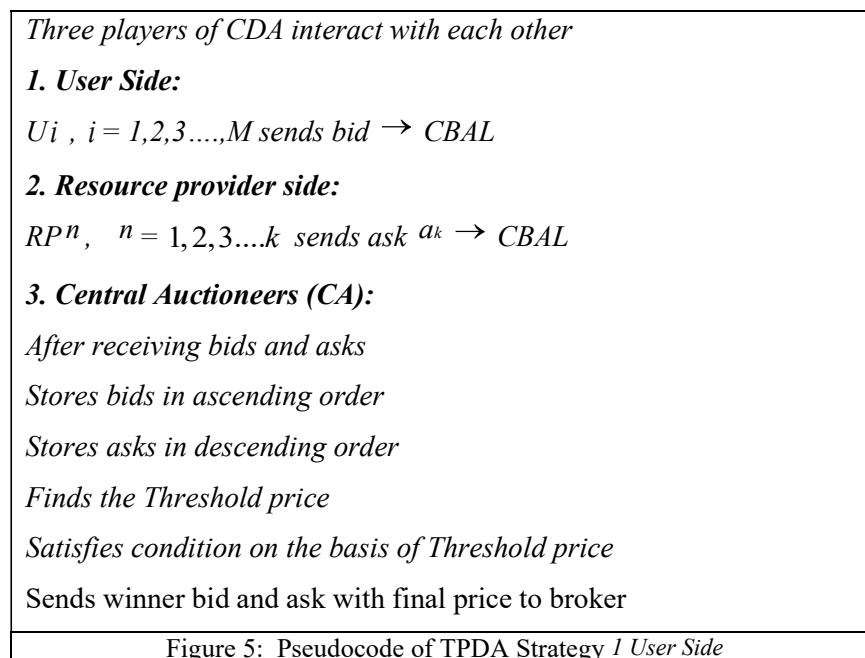 Three players of CDA interact with each other
1. User Side:
Ui , i = 1,2,3....,M sends bid → CBAL
2. Resource provider side:
RPⁿ, ⁿ = 1,2,3....k sends ask aₖ → CBAL
3. Central Auctioneers (CA):
After receiving bids and asks
Stores bids in ascending order
Stores asks in descending order
Finds the Threshold price
Satisfies condition on the basis of Threshold price
Sends winner bid and ask with final price to broker
Figure 5: Pseudocode of TPDA Strategy 1 User Side